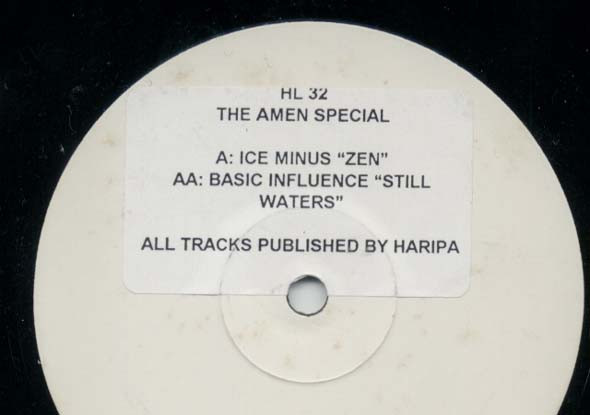 HL 32
THE AMEN SPECIAL
A: ICE MINUS “ZEN”
AA: BASIC INFLUENCE “STILL
WATERS”
ALL TRACKS PUBLISHED BY HARIPA